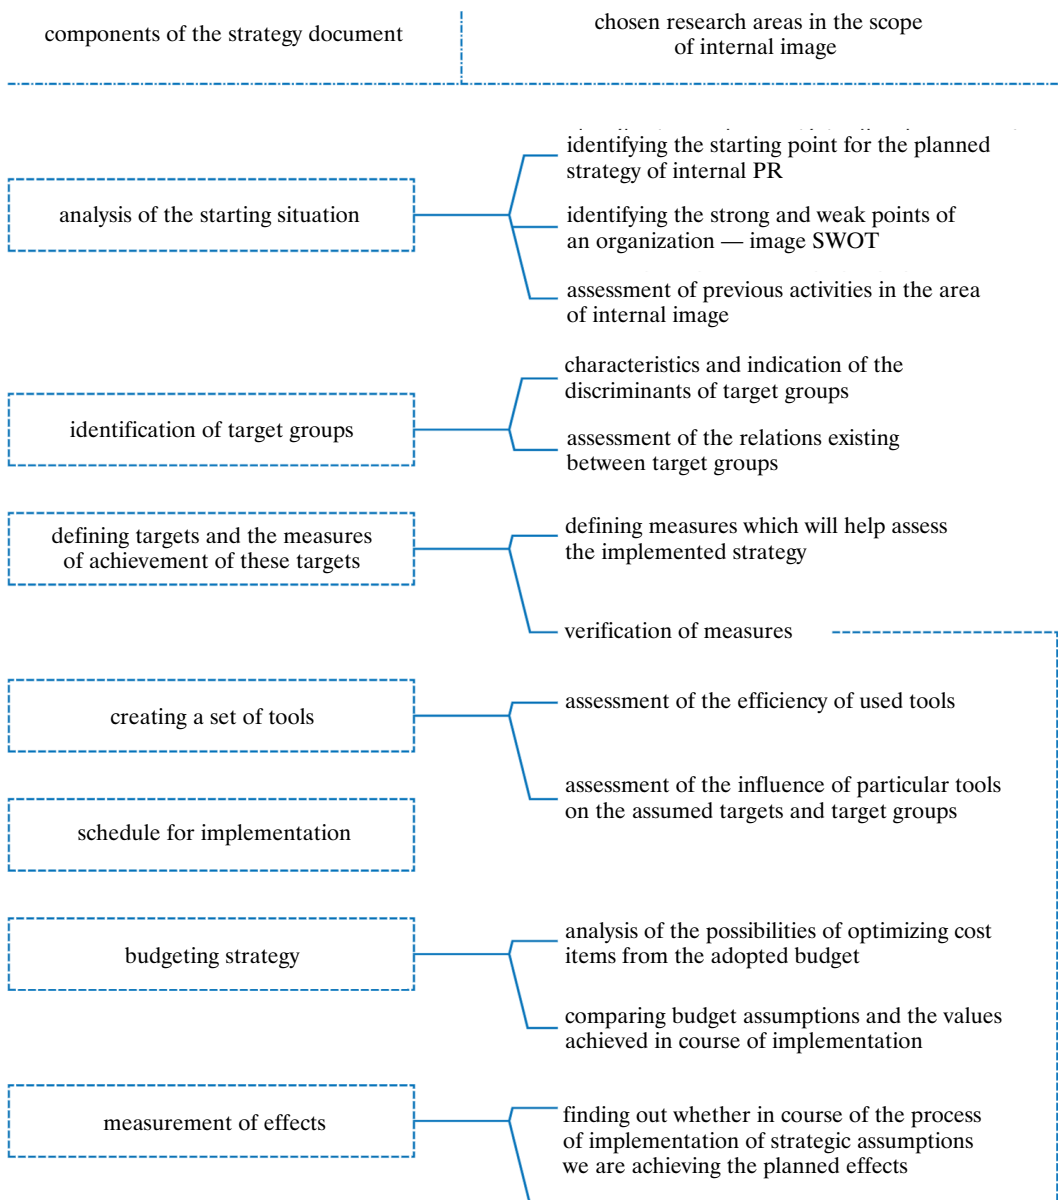 components of the strategy document
chosen research areas in the scope
of internal image
analysis of the starting situation
identifying the starting point for the planned
strategy of internal PR
identifying the strong and weak points of
an organization — image SWOT
assessment of previous activities in the area
of internal image
identification of target groups
characteristics and indication of the
discriminants of target groups
assessment of the relations existing
between target groups
defining targets and the measures
of achievement of these targets
defining measures which will help assess
the implemented strategy
verification of measures
creating a set of tools
assessment of the efficiency of used tools
assessment of the influence of particular tools
on the assumed targets and target groups
schedule for implementation
budgeting strategy
analysis of the possibilities of optimizing cost
items from the adopted budget
comparing budget assumptions and the values
achieved in course of implementation
measurement of effects
finding out whether in course of the process
of implementation of strategic assumptions
we are achieving the planned effects